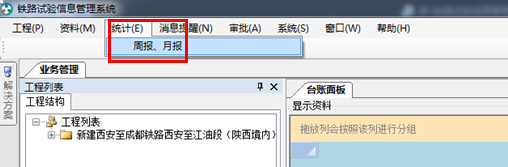 铁路试验信息管理系统
工程(P) 资料(M) 统计(E) 消息提醒(N) 审批(A) 系统(S) 窗口(W) 帮助(H)
周报、月报
解决方案
业务管理
工程列表
工程结构
工程列表
新建西安至成都铁路西安至江油段（陕西境内）
台账面板
显示资料
拖放列会按照该列进行分组